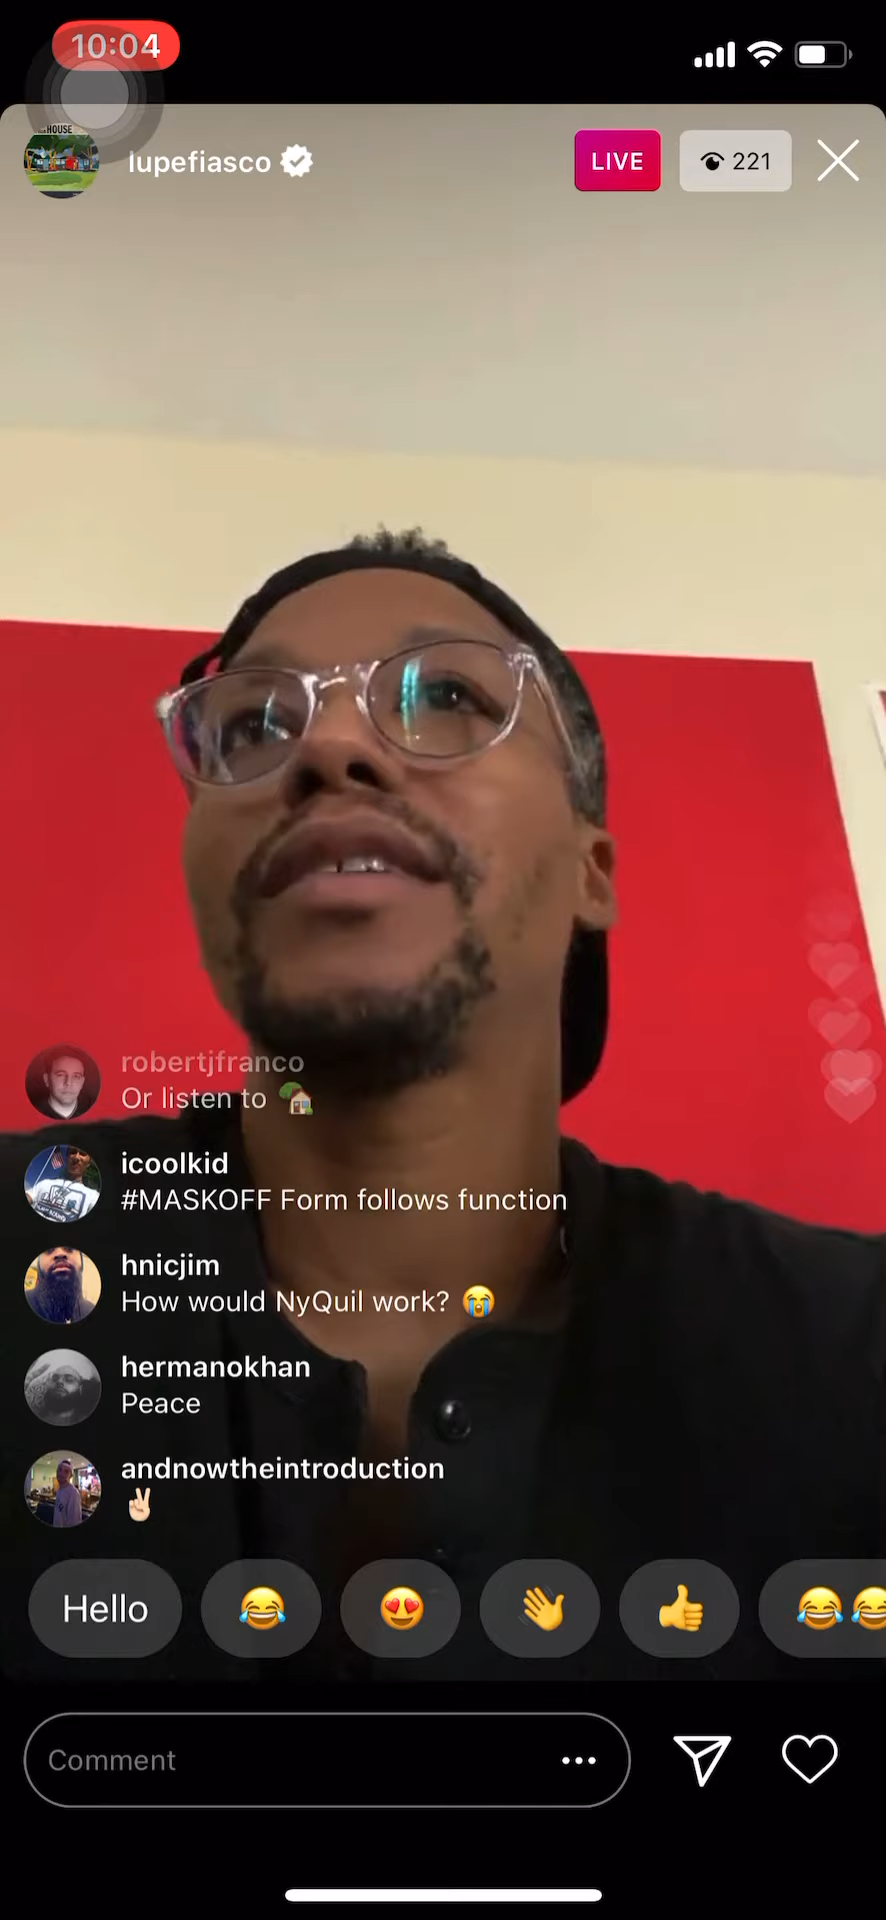 10:04
HOUSE
lupefiasco
LIVE
221
robertjfranco
Or listen to
icoolkid
#MASKOFF Form follows function
hnicjim
How would NyQuil work? 😭
hermanokhan
Peace
andnowtheintroduction
✌🏻
Hello
Comment